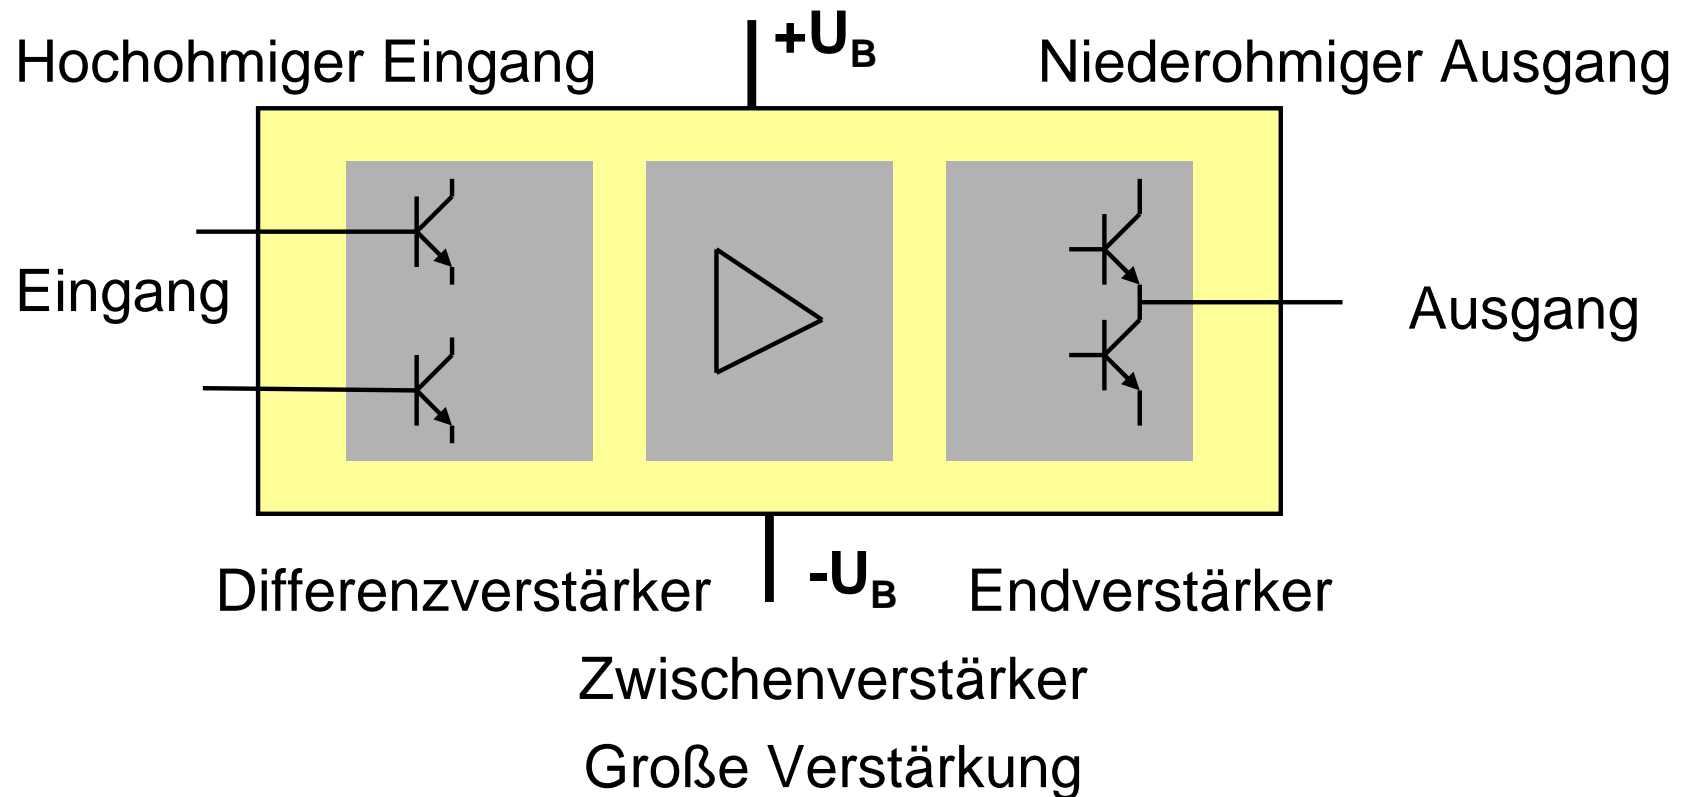 Hochohmiger Eingang
+UB
Niederohmiger Ausgang
Eingang
Ausgang
Differenzverstärker
-UB
Endverstärker
Zwischenverstärker
Große Verstärkung